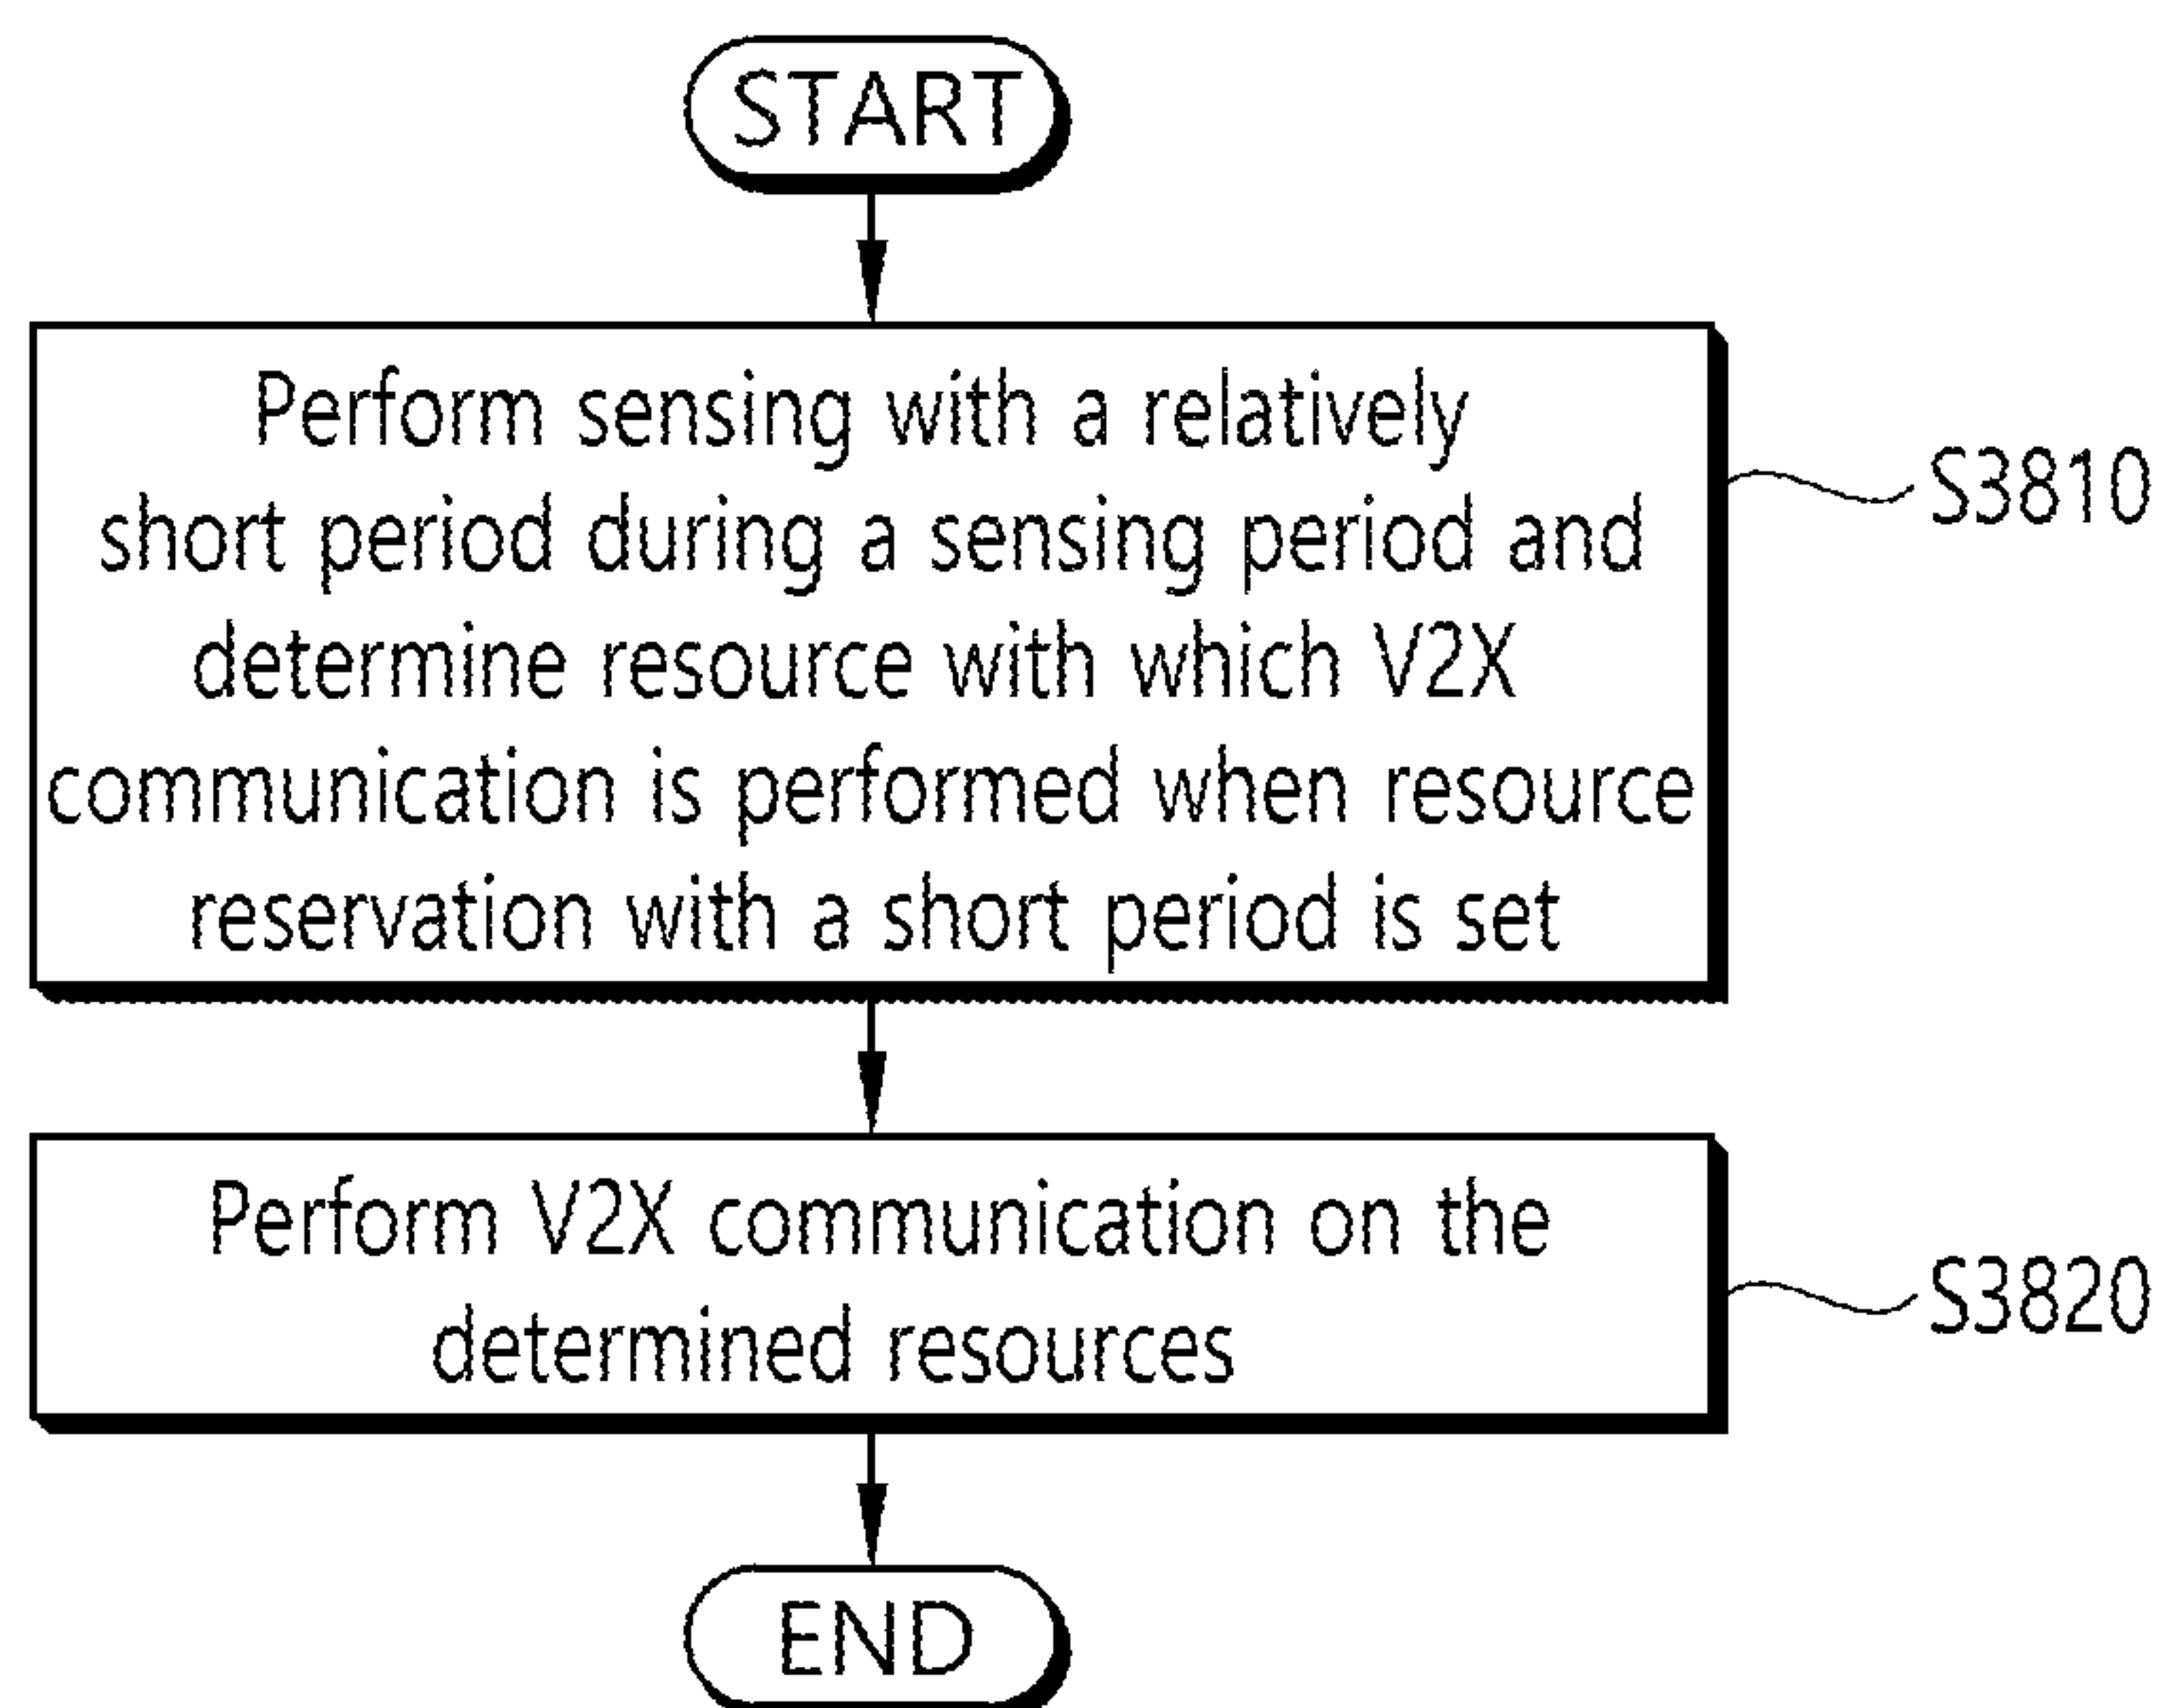 START
Perform sensing with a relatively
short period during a sensing period and
determine resource with which V2X
communication is performed when resource
reservation with a short period is set
S3810
Perform V2X communication on the
determined resources
S3820
END